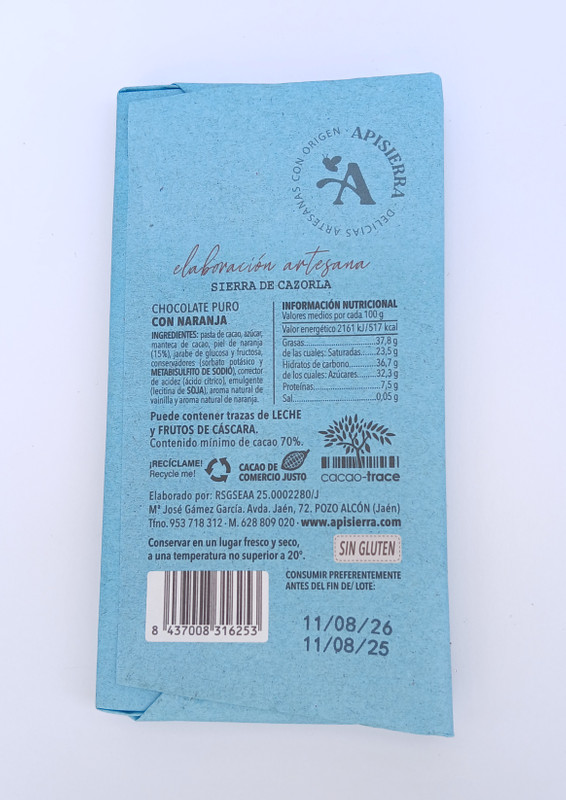 APISIERRA · DELICIAS ARTESANAS CON ORIGEN ·
A
elaboración artesana
SIERRA DE CAZORLA
CHOCOLATE PURO
CON NARANJA
INGREDIENTES: pasta de cacao, azúcar,
manteca de cacao, piel de naranja
(15%), jarabe de glucosa y fructosa,
conservadores (sorbato potásico y
METABISULFITO DE SODIO), corrector
de acidez (ácido cítrico), emulgente
(lecitina de SOJA), aroma natural de
vainilla y aroma natural de naranja.
INFORMACIÓN NUTRICIONAL
Valores medios por cada 100 g
Valor energético 2161 kJ/517 kcal
Grasas 37,8 g
de las cuales: Saturadas 23,5 g
Hidratos de carbono 36,7 g
de los cuales: Azúcares 32,3 g
Proteínas 7,5 g
Sal 0,05 g
Puede contener trazas de LECHE
y FRUTOS DE CÁSCARA.
Contenido mínimo de cacao 70%.
¡RECÍCLAME!
Recycle me!
CACAO DE
COMERCIO JUSTO
cacao-trace
Elaborado por: RSGSEAA 25.0002280/J
Mª José Gámez García. Avda. Jaén, 72. POZO ALCÓN (Jaén)
Tfno. 953 718 312 · M. 628 809 020 · www.apisierra.com
Conservar en un lugar fresco y seco,
a una temperatura no superior a 20°.
SIN GLUTEN
CONSUMIR PREFERENTEMENTE
ANTES DEL FIN DE/ LOTE:
8 437008 316253
11/08/26
11/08/25